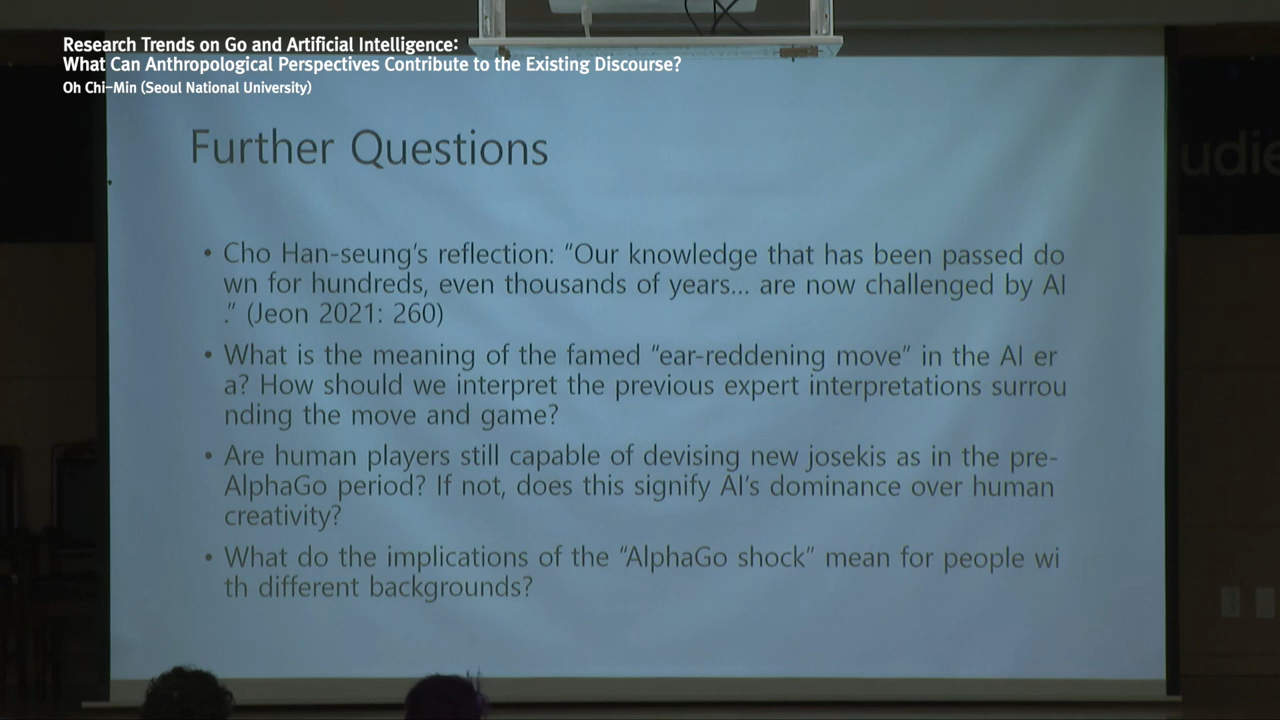 Research Trends on Go and Artificial Intelligence:
What Can Anthropological Perspectives Contribute to the Existing Discourse?
Oh Chi-Min (Seoul National University)
Further Questions
udie
• Cho Han-seung's reflection: “Our knowledge that has been passed do
wn for hundreds, even thousands of years... are now challenged by AI
.” (Jeon 2021: 260)
• What is the meaning of the famed “ear-reddening move” in the AI er
a? How should we interpret the previous expert interpretations surrou
nding the move and game?
• Are human players still capable of devising new josekis as in the pre-
AlphaGo period? If not, does this signify AI's dominance over human
creativity?
• What do the implications of the “AlphaGo shock” mean for people wi
th different backgrounds?